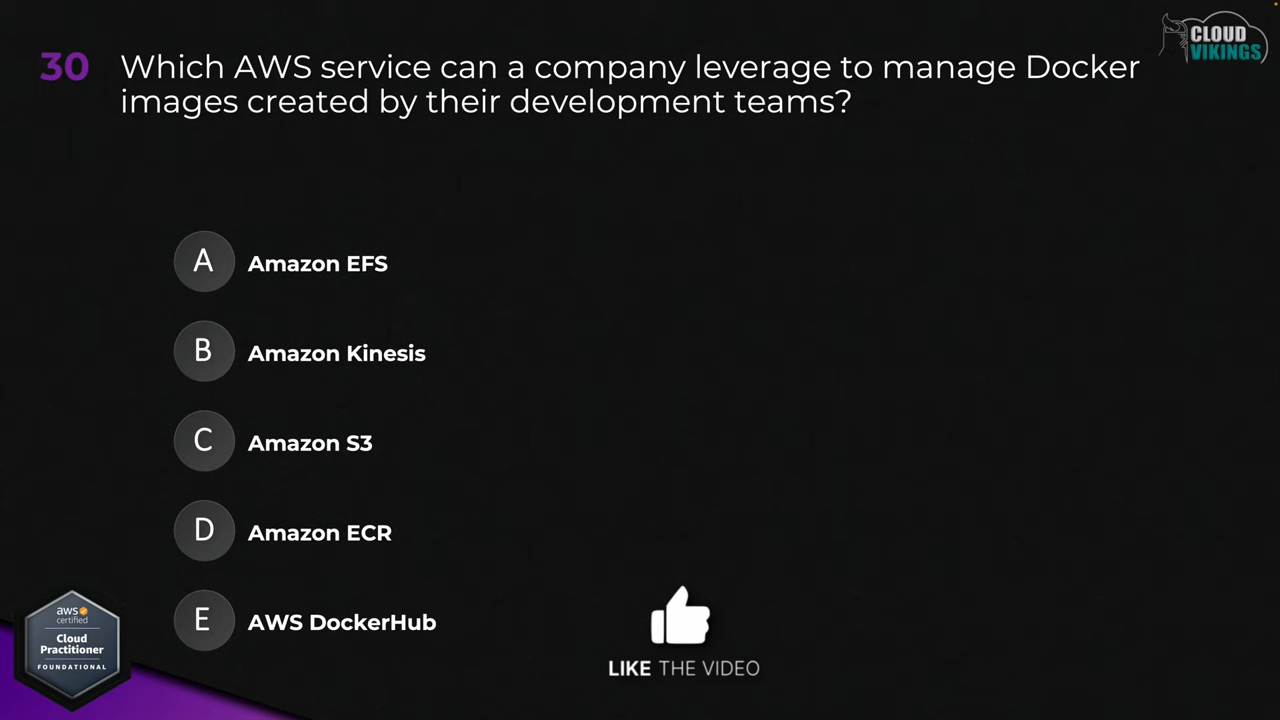 30 Which AWS service can a company leverage to manage Docker
images created by their development teams?
CLOUD
VIKINGS
A Amazon EFS
B Amazon Kinesis
C Amazon S3
D Amazon ECR
E AWS DockerHub
aws
certified
Cloud
Practitioner
FOUNDATIONAL
LIKE THE VIDEO